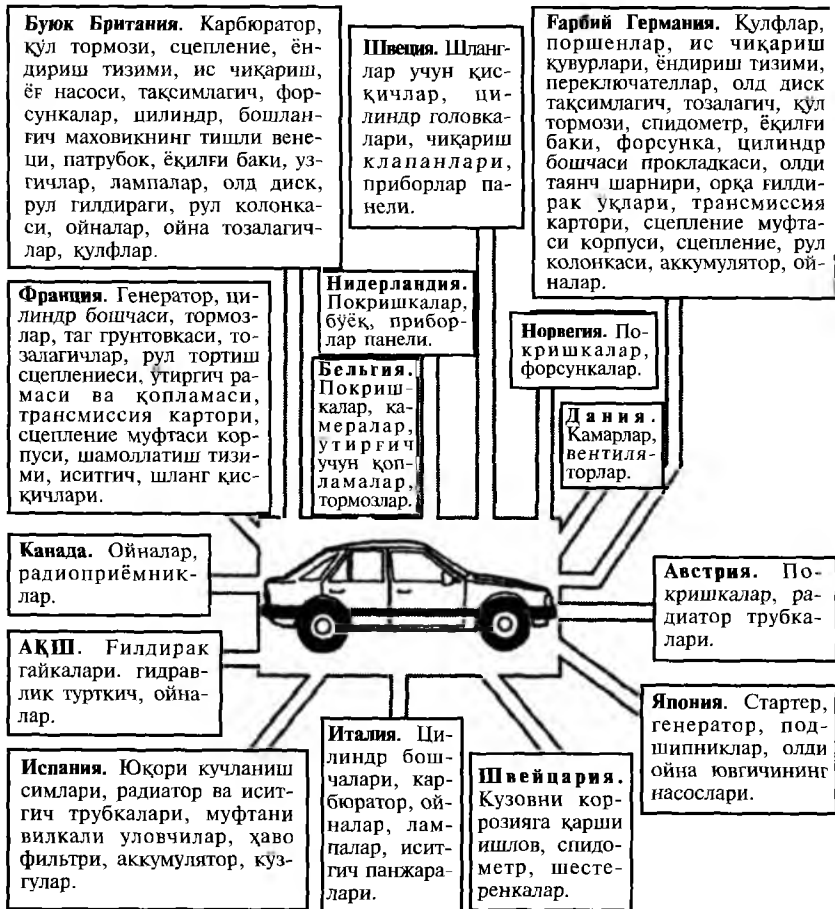 Буюк Британия. Карбюратор,
қул тормози, сцепление, ён-
дириш тизими, ис чиқариш,
ёғ насоси, тақсимлагич, фор-
сункалар, цилиндр, бошлан-
ғич маховикнинг тишли вене-
ци, патрубок, ёқилғи баки, уз-
гичлар, лампалар, олд диск,
рул ғилдираги, рул колонка-
си, ойналар, ойна тозалагич-
лар, қулфлар.
Швеция. Шланг-
лар учун қис-
қичлар, ци-
линдр головка-
лари, чиқариш
клапанлари,
приборлар па-
нели.
Ғарбий Германия. Қулфлар,
поршенлар, ис чиқариш
қувурлари, ёндириш тизими,
переключателлар, олд диск
тақсимлагич, тозалагич, қўл
тормози, спидометр, ёқилғи
баки, форсунка, цилиндр
бошчаси прокладкаси, олди
таянч шарнири, орқа ғилди-
рак ўқлари, трансмиссия
картори, сцепление муфта-
си корпуси, сцепление, рул
колонкаси, аккумулятор, ой-
налар.
Франция. Генератор, ци-
линдр бошчаси, тормоз-
лар, таг грунтовкаси, то-
залагичлар, рул тортиш
сцеплениеси, ўтиргич ра-
маси ва қопламаси,
трансмиссия картори,
сцепление муфтаси кор-
пуси, шамоллатиш тизи-
ми, иситгич, шланг қис-
қичлари.
Нидерландия.
Покришкалар,
бўёқ, прибор-
лар панели.
Бельгия.
Покриш-
калар, ка-
мералар,
ўтирғич
учун қоп-
ламалар,
тормозлар.
Норвегия. По-
кришкалар,
форсункалар.
Дания.
Камарлар,
вентиля-
торлар.
Канада. Ойналар,
радиоприёмник-
лар.
Австрия. По-
кришкалар, ра-
диатор трубка-
лари.
АҚШ. Ғилдирак
гайкалари. гидрав-
лик турткич, ойна-
лар.
Япония. Стартер,
генератор, под-
шипниклар, олди
ойна ювгичининг
насослари.
Испания. Юқори кучланиш
симлари, радиатор ва исит-
гич трубкалари, муфтани
вилкали уловчилар, ҳаво
фильтри, аккумулятор, кўз-
гулар.
Италия. Ци-
линдр бош-
чалари, кар-
бюратор, ой-
налар, лам-
палар, исит-
гич панжара-
лари.
Швейцария.
Кузовни кор-
розияга қарши
ишлов, спидо-
метр, шесте-
ренкалар.